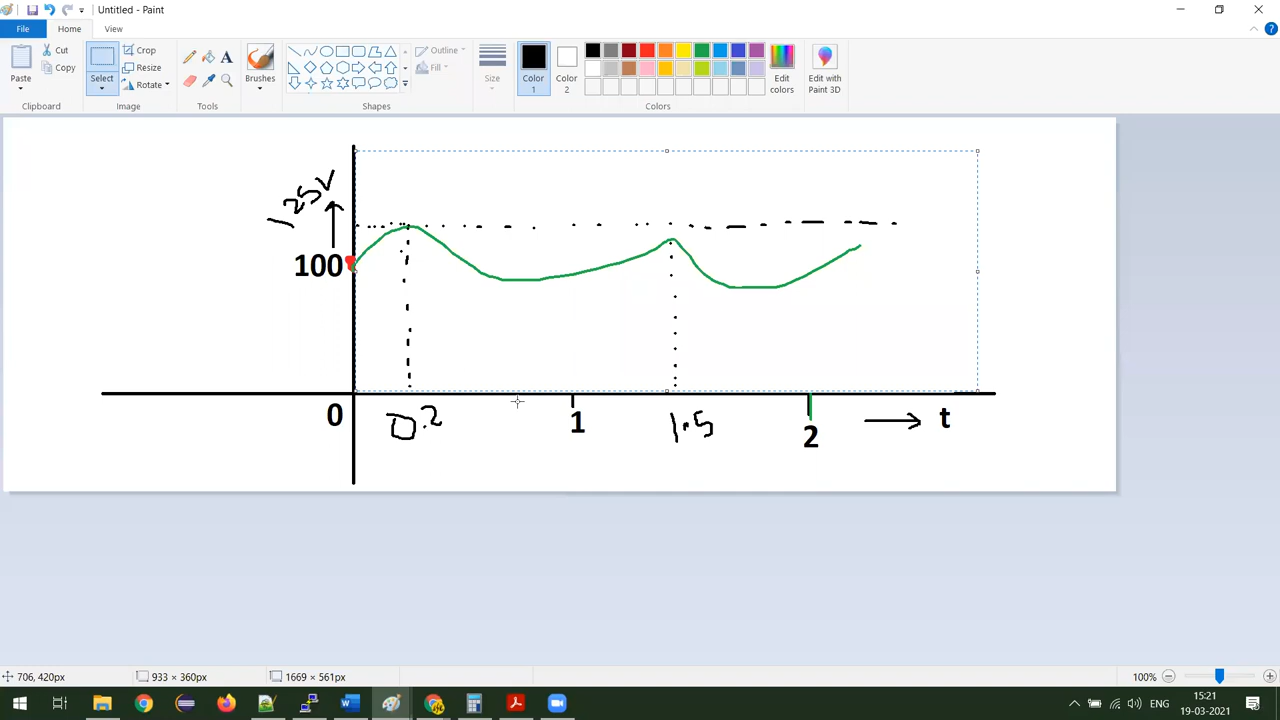 Untitled - Paint
File Home View
Paste
Cut
Copy
Clipboard
Select
Crop
Resize
Rotate
Image
Tools
Brushes
Shapes
Outline
Fill
Size
Color 1
Color 2
Colors
Edit colors
Edit with Paint 3D
125V
100
0
0.2
1
1.5
2
t
706, 420px
933 × 360px
1669 × 561px
100%
ENG
15:21
19-03-2021